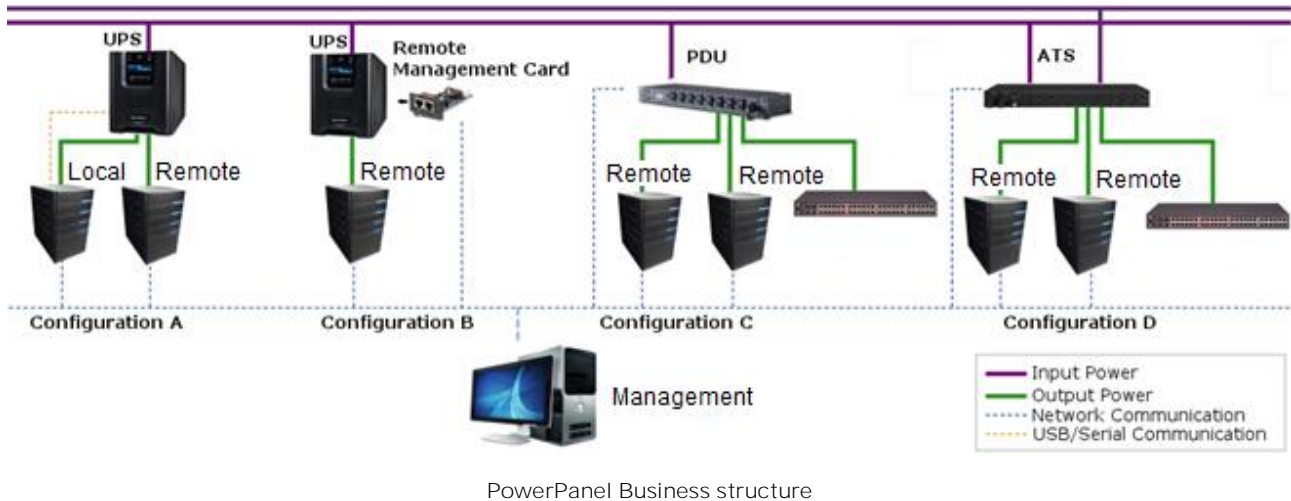 UPS
UPS
Remote
Management Card
PDU
ATS
Local
Remote
Remote
Remote
Remote
Remote
Remote
Configuration A
Configuration B
Configuration C
Configuration D
Management
Input Power
Output Power
Network Communication
USB/Serial Communication
PowerPanel Business structure